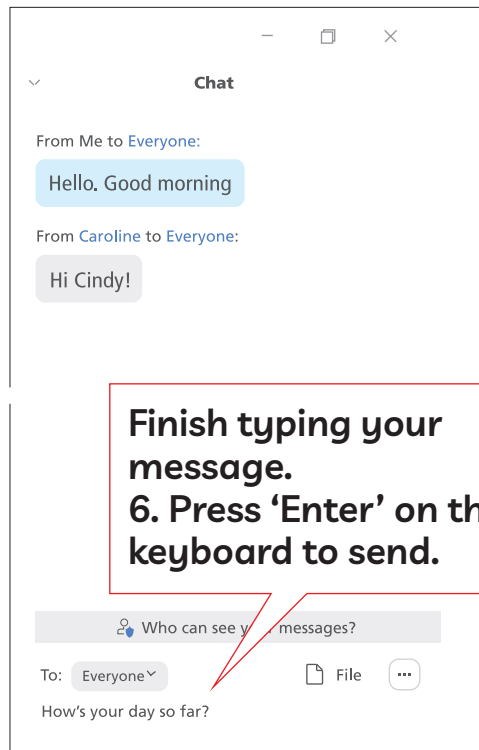 Chat
From Me to Everyone:
Hello. Good morning
From Caroline to Everyone:
Hi Cindy!
Finish typing your
message.
6. Press ‘Enter’ on th
keyboard to send.
Who can see y r messages?
To: Everyone File
How’s your day so far?